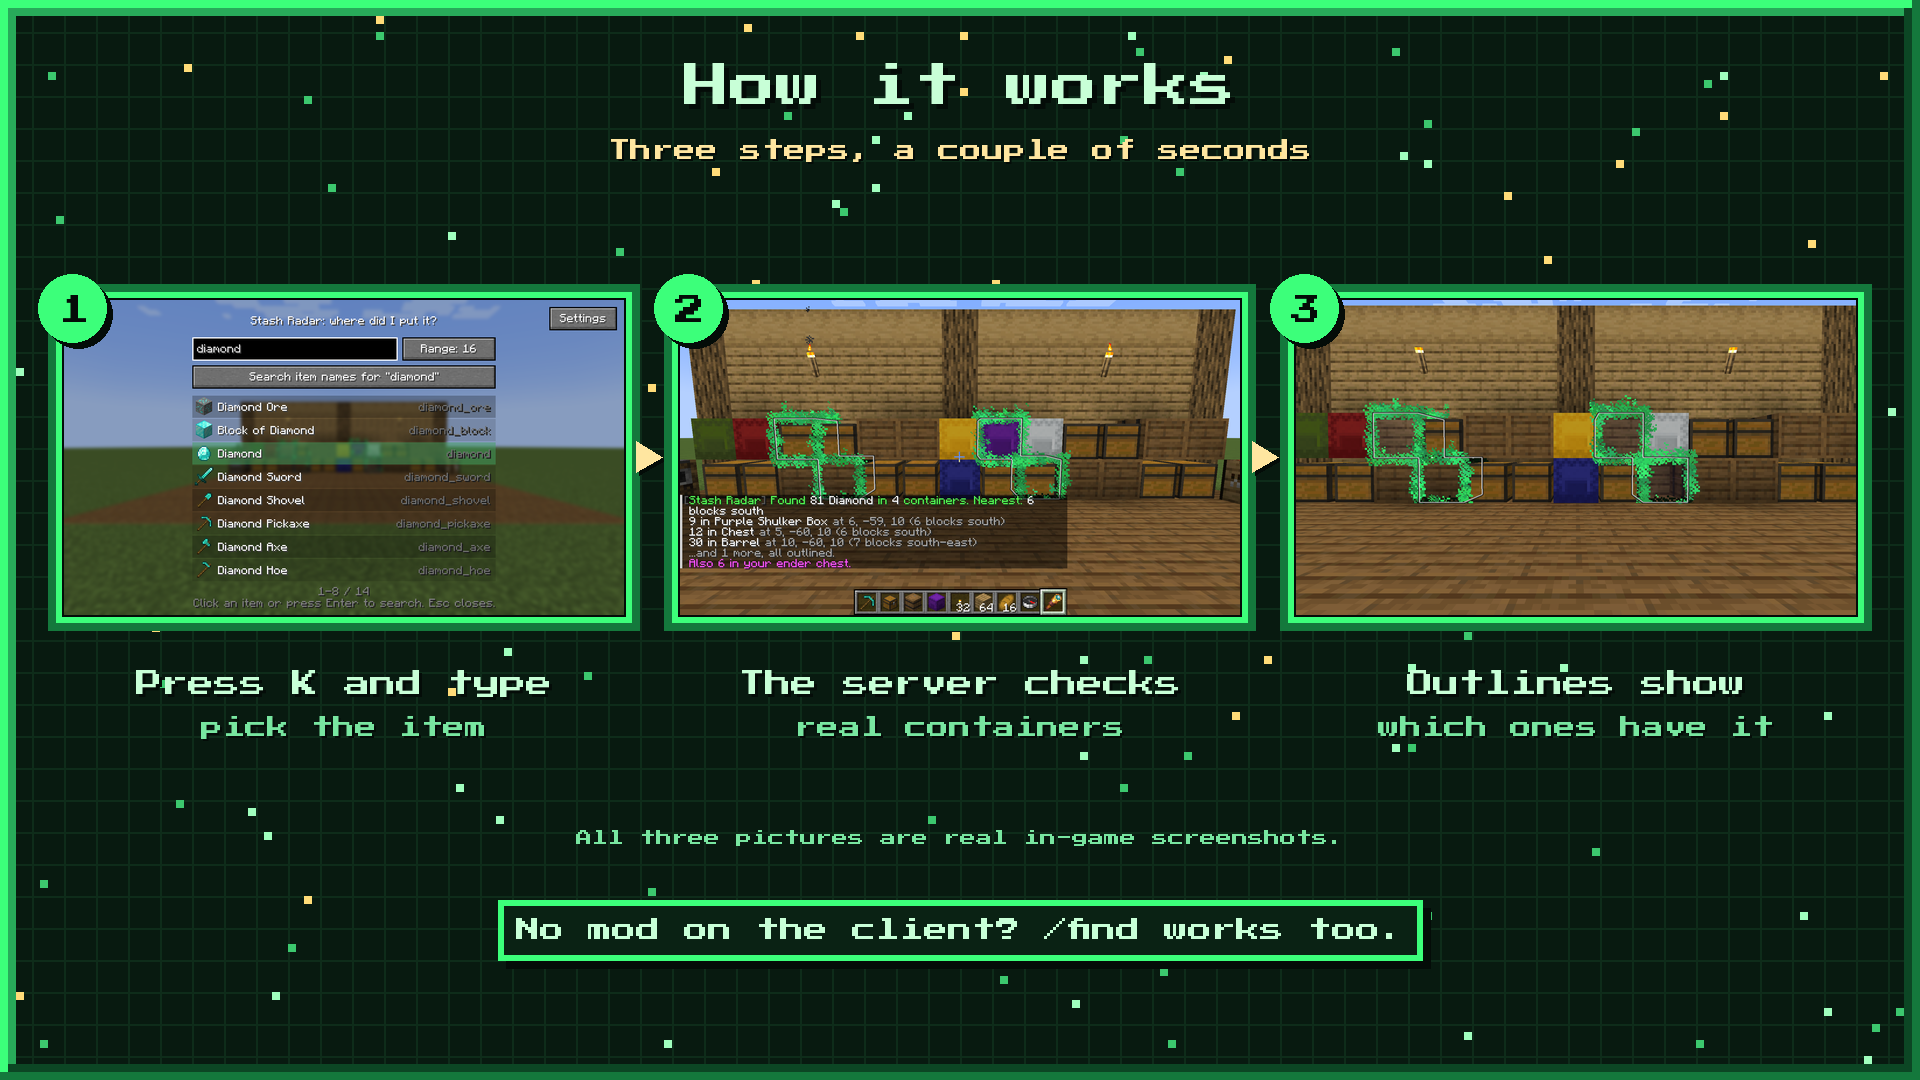 How it works
Three steps, a couple of seconds
1
Stash Radar: where did I put it?
Settings
diamond
Range: 16
Search item names for "diamond"
Diamond Ore diamond_ore
Block of Diamond diamond_block
Diamond diamond
Diamond Sword diamond_sword
Diamond Shovel diamond_shovel
Diamond Pickaxe diamond_pickaxe
Diamond Axe diamond_axe
Diamond Hoe diamond_hoe
1-8 / 14
Click an item or press Enter to search. Esc closes.
2
[Stash Radar] Found 81 Diamond in 4 containers. Nearest: 6
blocks south
9 in Purple Shulker Box at 6, -59, 10 (6 blocks south)
12 in Chest at 5, -60, 10 (6 blocks south)
30 in Barrel at 10, -60, 10 (7 blocks south-east)
...and 1 more, all outlined.
Also 6 in your ender chest.
32 64 16
3
Press K and type
pick the item
The server checks
real containers
Outlines show
which ones have it
All three pictures are real in-game screenshots.
No mod on the client? /find works too.